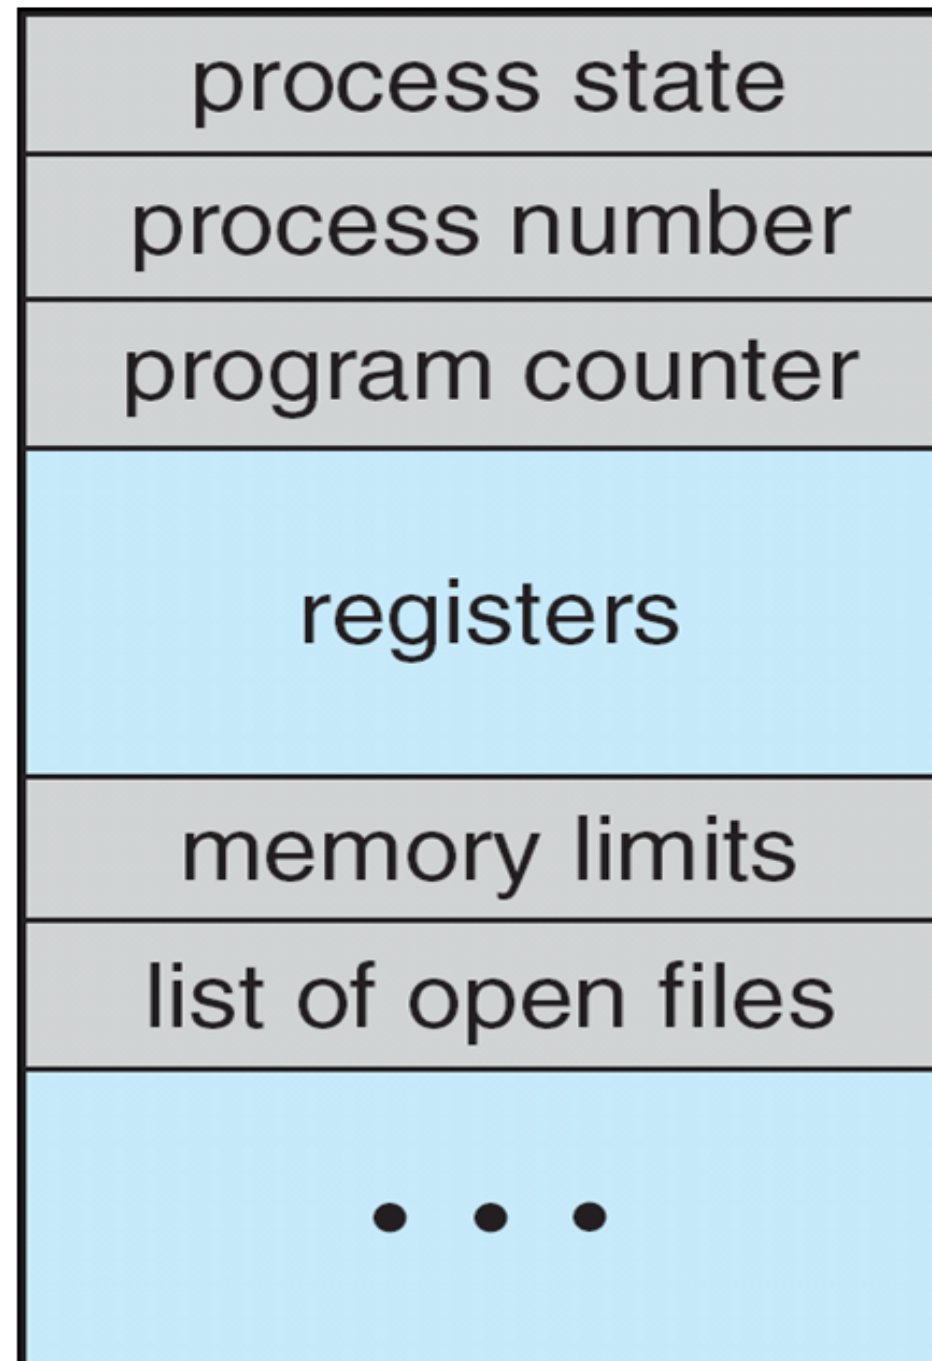 process state
process number
program counter
registers
memory limits
list of open files
• • •